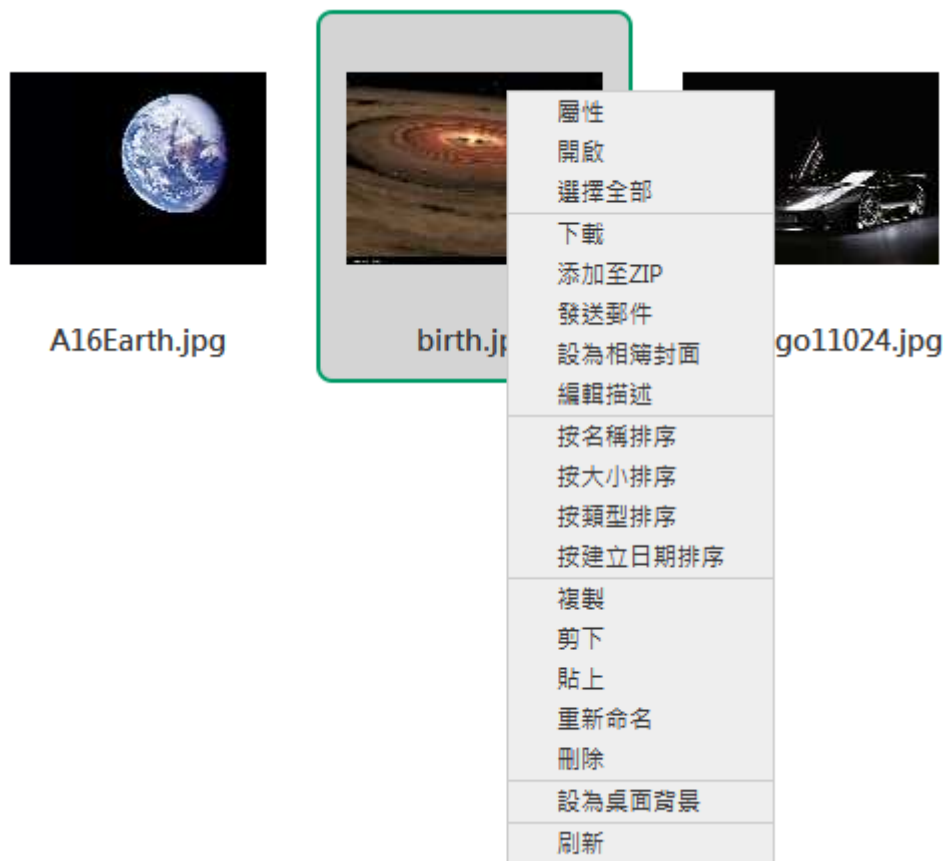 A16Earth.jpg
birth.jp
go11024.jpg
屬性
開啟
選擇全部
下載
添加至ZIP
發送郵件
設為相簿封面
編輯描述
按名稱排序
按大小排序
按類型排序
按建立日期排序
複製
剪下
貼上
重新命名
刪除
設為桌面背景
刷新